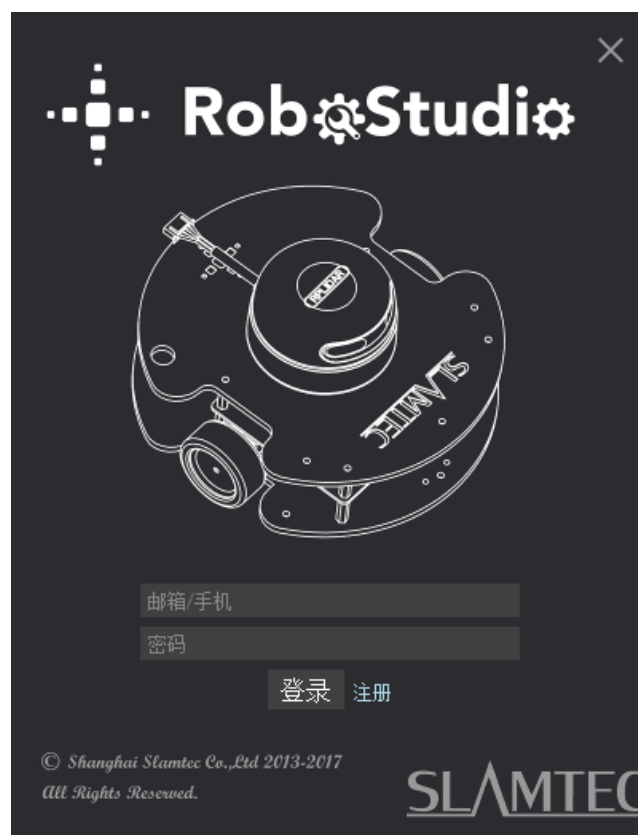 RoboStudio
RPLIDAR
SLAMTEC
邮箱/手机
密码
登录 注册
© Shanghai Slamtec Co.,Ltd 2013-2017
All Rights Reserved.
SLAMTEC